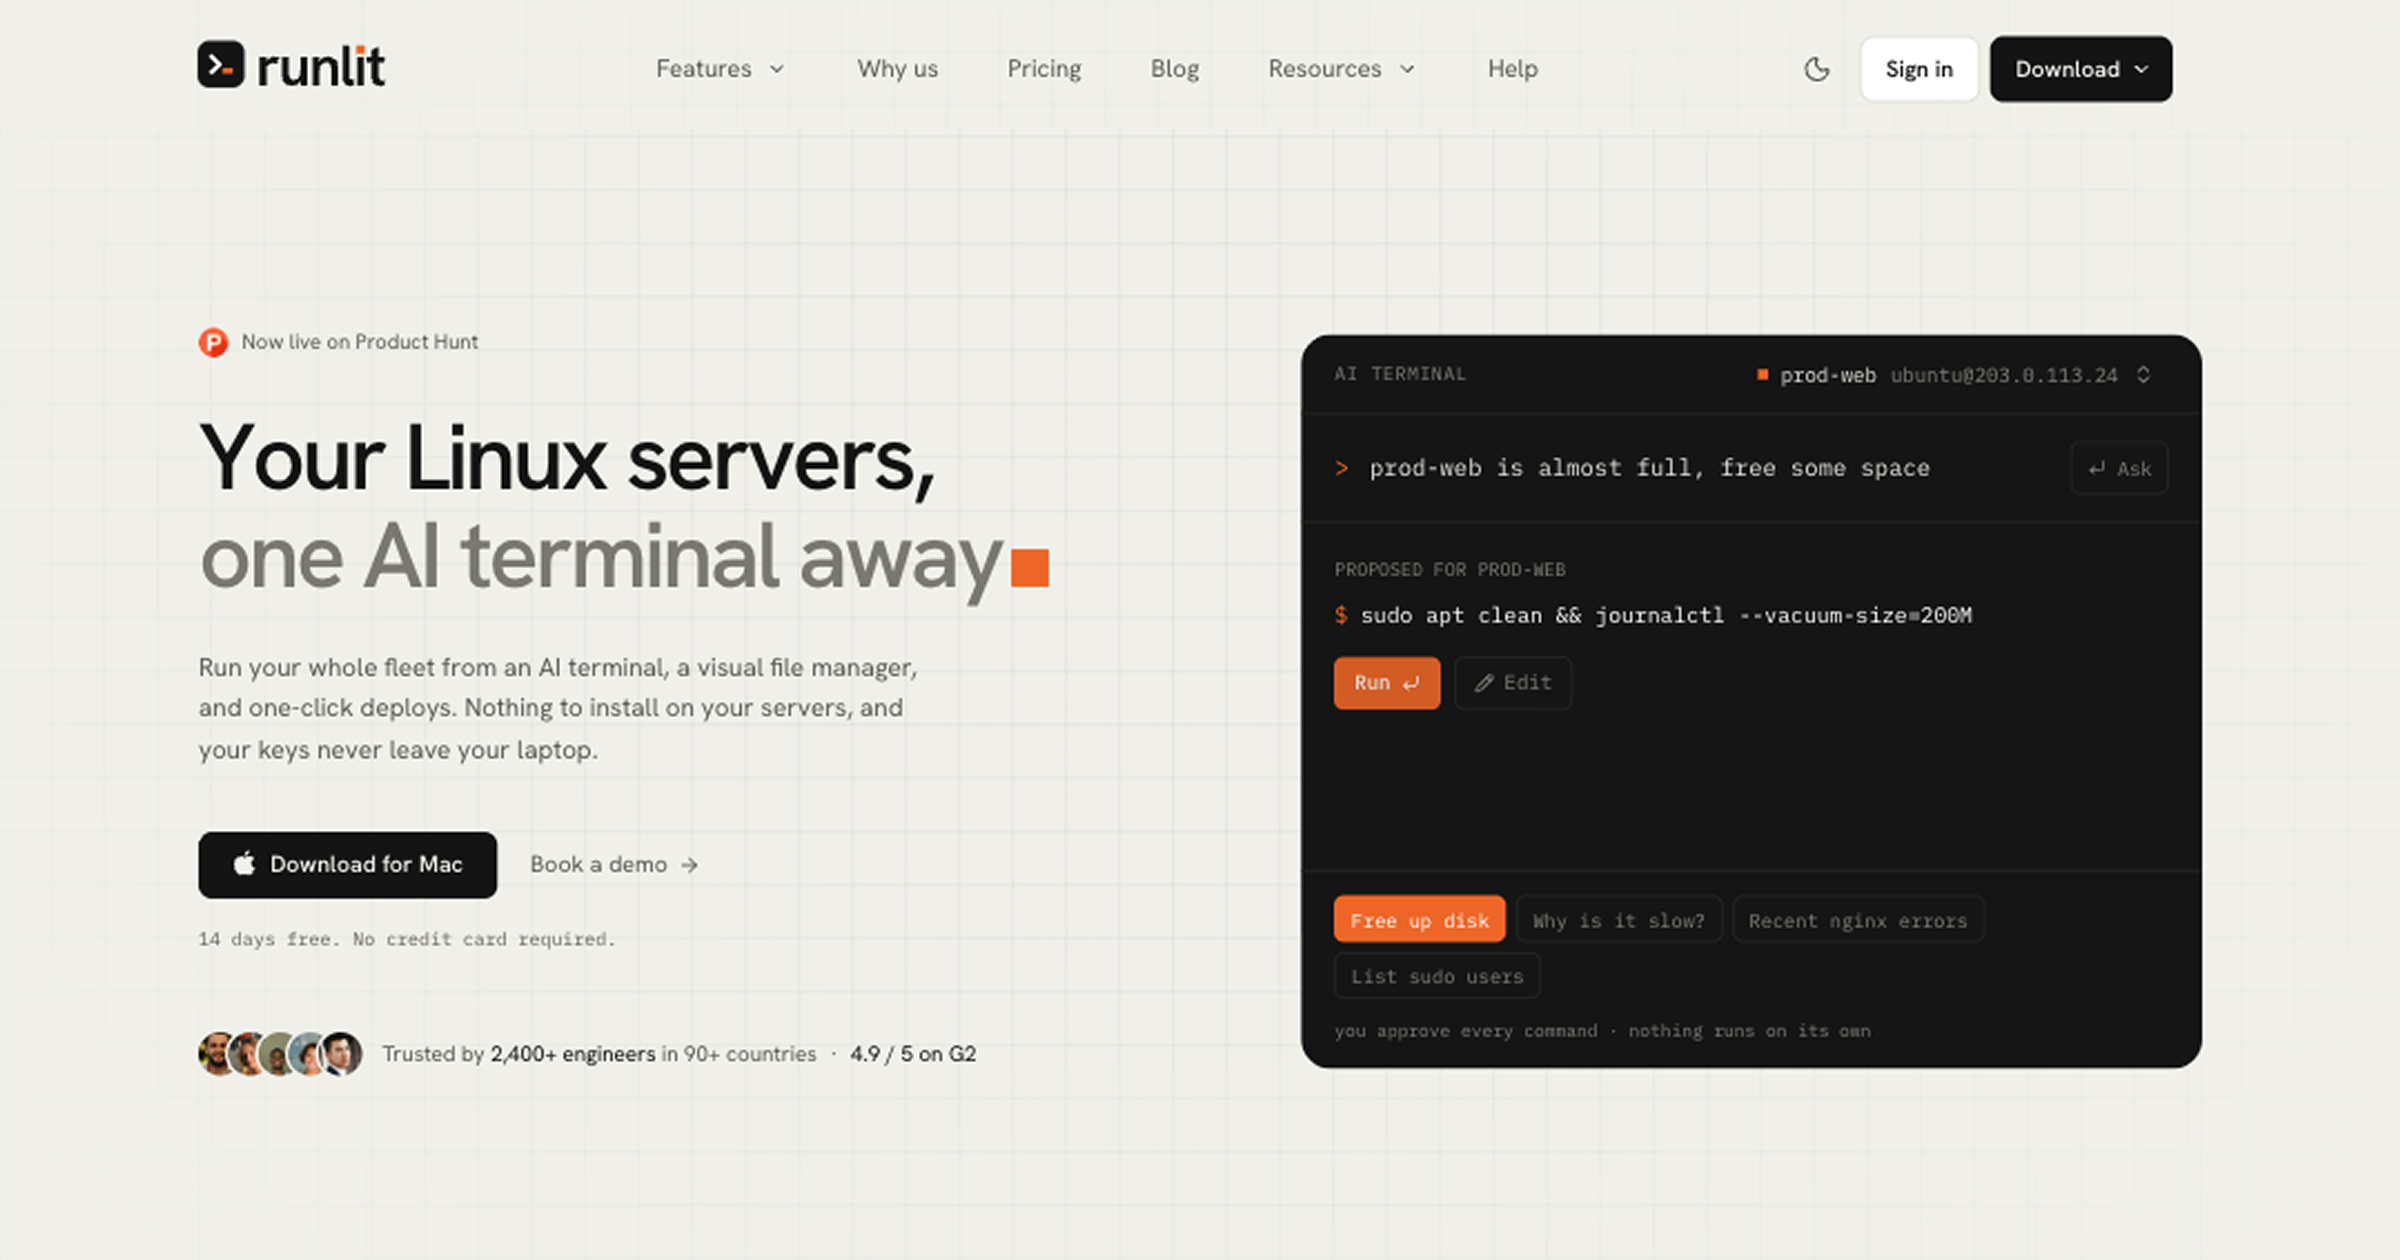 runlit
Features
Why us
Pricing
Blog
Resources
Help
Sign in
Download
Now live on Product Hunt
Your Linux servers,
one AI terminal away
Run your whole fleet from an AI terminal, a visual file manager,
and one-click deploys. Nothing to install on your servers, and
your keys never leave your laptop.
Download for Mac
Book a demo →
14 days free. No credit card required.
Trusted by 2,400+ engineers in 90+ countries · 4.9 / 5 on G2
AI TERMINAL
prod-web ubuntu@203.0.113.24
> prod-web is almost full, free some space
↵ Ask
PROPOSED FOR PROD-WEB
$ sudo apt clean && journalctl --vacuum-size=200M
Run ↵
Edit
Free up disk
Why is it slow?
Recent nginx errors
List sudo users
you approve every command · nothing runs on its own